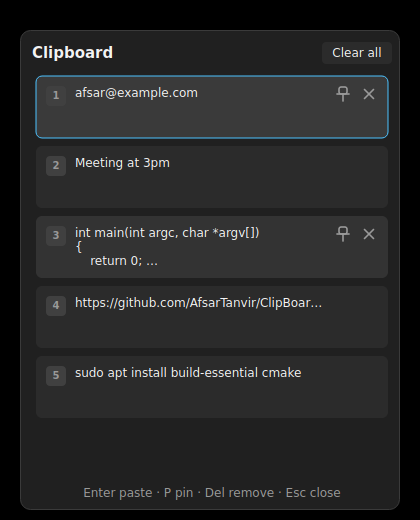 Clipboard
Clear all
1
afsar@example.com
2
Meeting at 3pm
3
int main(int argc, char *argv[])
{
    return 0; …
4
https://github.com/AfsarTanvir/ClipBoar…
5
sudo apt install build-essential cmake
Enter paste · P pin · Del remove · Esc close